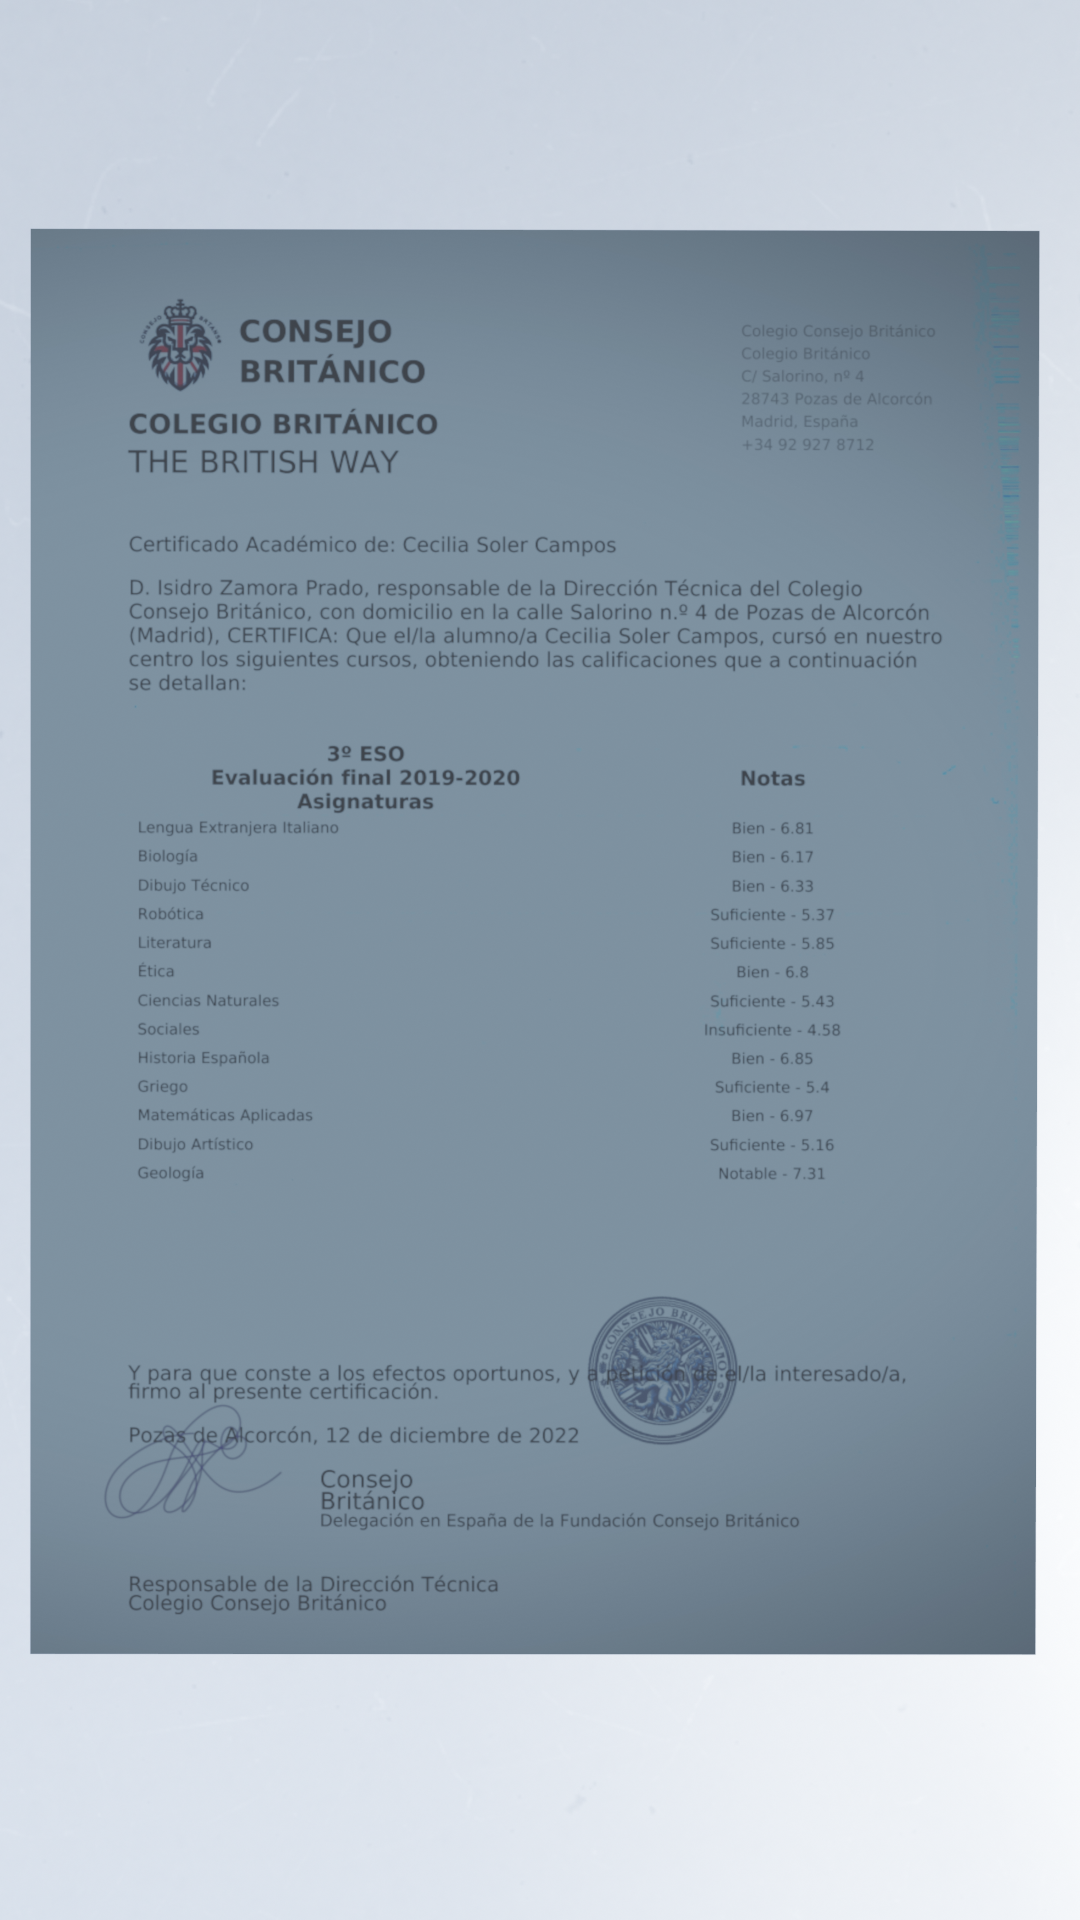 CONSEJO
BRITÁNICO
COLEGIO BRITÁNICO
THE BRITISH WAY
Colegio Consejo Británico
Colegio Británico
C/ Salorino, nº 4
28743 Pozas de Alcorcón
Madrid, España
+34 92 927 8712
Certificado Académico de: Cecilia Soler Campos
D. Isidro Zamora Prado, responsable de la Dirección Técnica del Colegio
Consejo Británico, con domicilio en la calle Salorino n.º 4 de Pozas de Alcorcón
(Madrid), CERTIFICA: Que el/la alumno/a Cecilia Soler Campos, cursó en nuestro
centro los siguientes cursos, obteniendo las calificaciones que a continuación
se detallan:
3º ESO
Evaluación final 2019-2020 Notas
Asignaturas
Lengua Extranjera Italiano Bien - 6.81
Biología Bien - 6.17
Dibujo Técnico Bien - 6.33
Robótica Suficiente - 5.37
Literatura Suficiente - 5.85
Ética Bien - 6.8
Ciencias Naturales Suficiente - 5.43
Sociales Insuficiente - 4.58
Historia Española Bien - 6.85
Griego Suficiente - 5.4
Matemáticas Aplicadas Bien - 6.97
Dibujo Artístico Suficiente - 5.16
Geología Notable - 7.31
Y para que conste a los efectos oportunos, y a petición de el/la interesado/a,
firmo al presente certificación.
Pozas de Alcorcón, 12 de diciembre de 2022
Consejo
Británico
Delegación en España de la Fundación Consejo Británico
Responsable de la Dirección Técnica
Colegio Consejo Británico